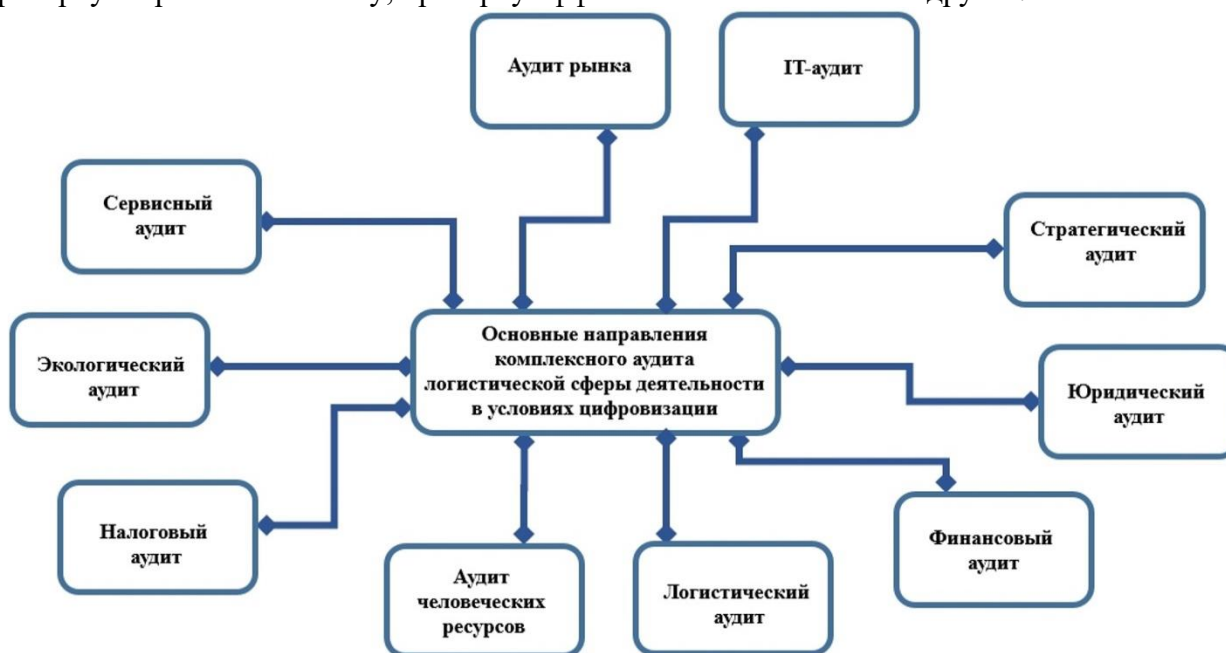 Аудит рынка
IT-аудит
Сервисный
аудит
Стратегический
аудит
Основные направления
комплексного аудита
логистической сферы деятельности
в условиях цифровизации
Экологический
аудит
Юридический
аудит
Налоговый
аудит
Финансовый
аудит
Аудит
человеческих
ресурсов
Логистический
аудит